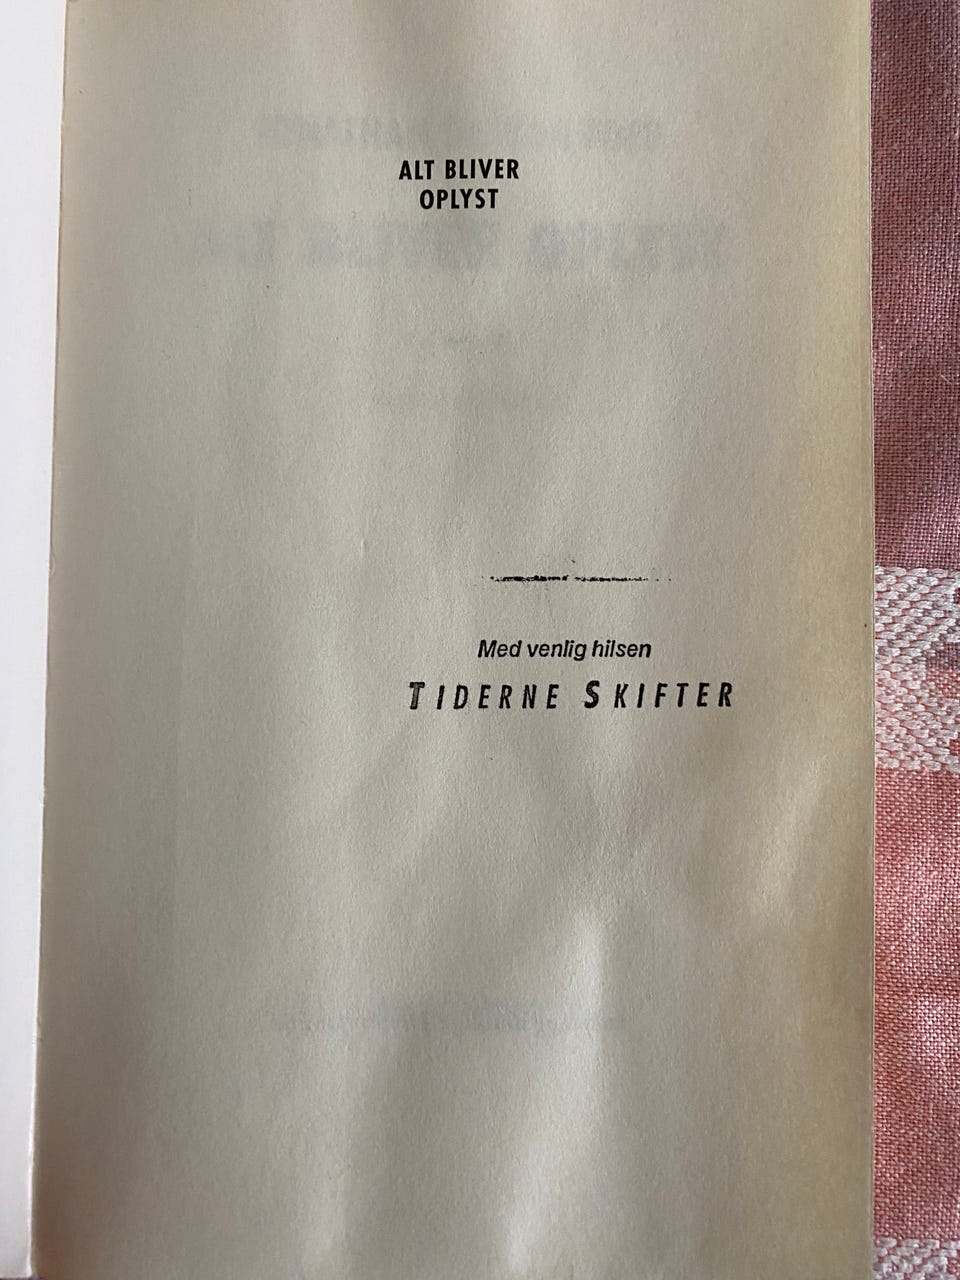 ALT BLIVER
OPLYST
Med venlig hilsen
TIDERNE SKIFTER